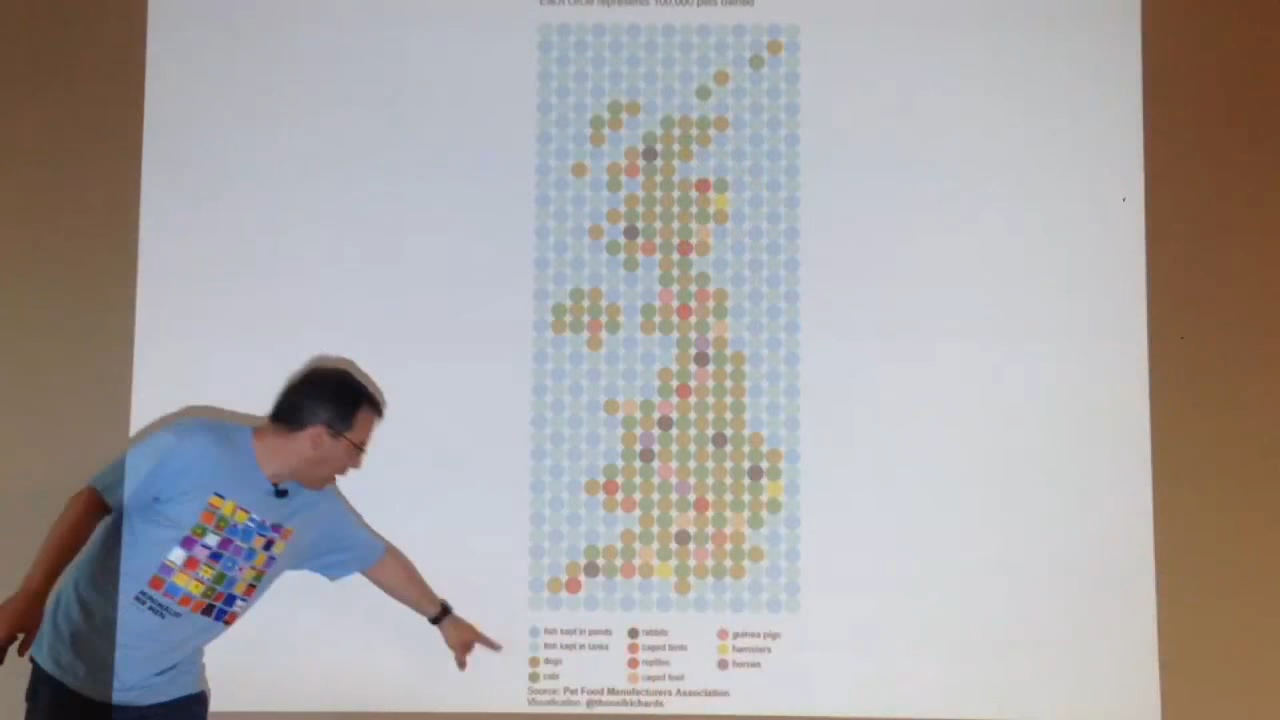 Each circle represents 100,000 pets owned
fish kept in ponds
fish kept in tanks
dogs
cats
rabbits
caged birds
reptiles
caged fowl
guinea pigs
hamsters
horses
Source: Pet Food Manufacturers Association
Visualisation: